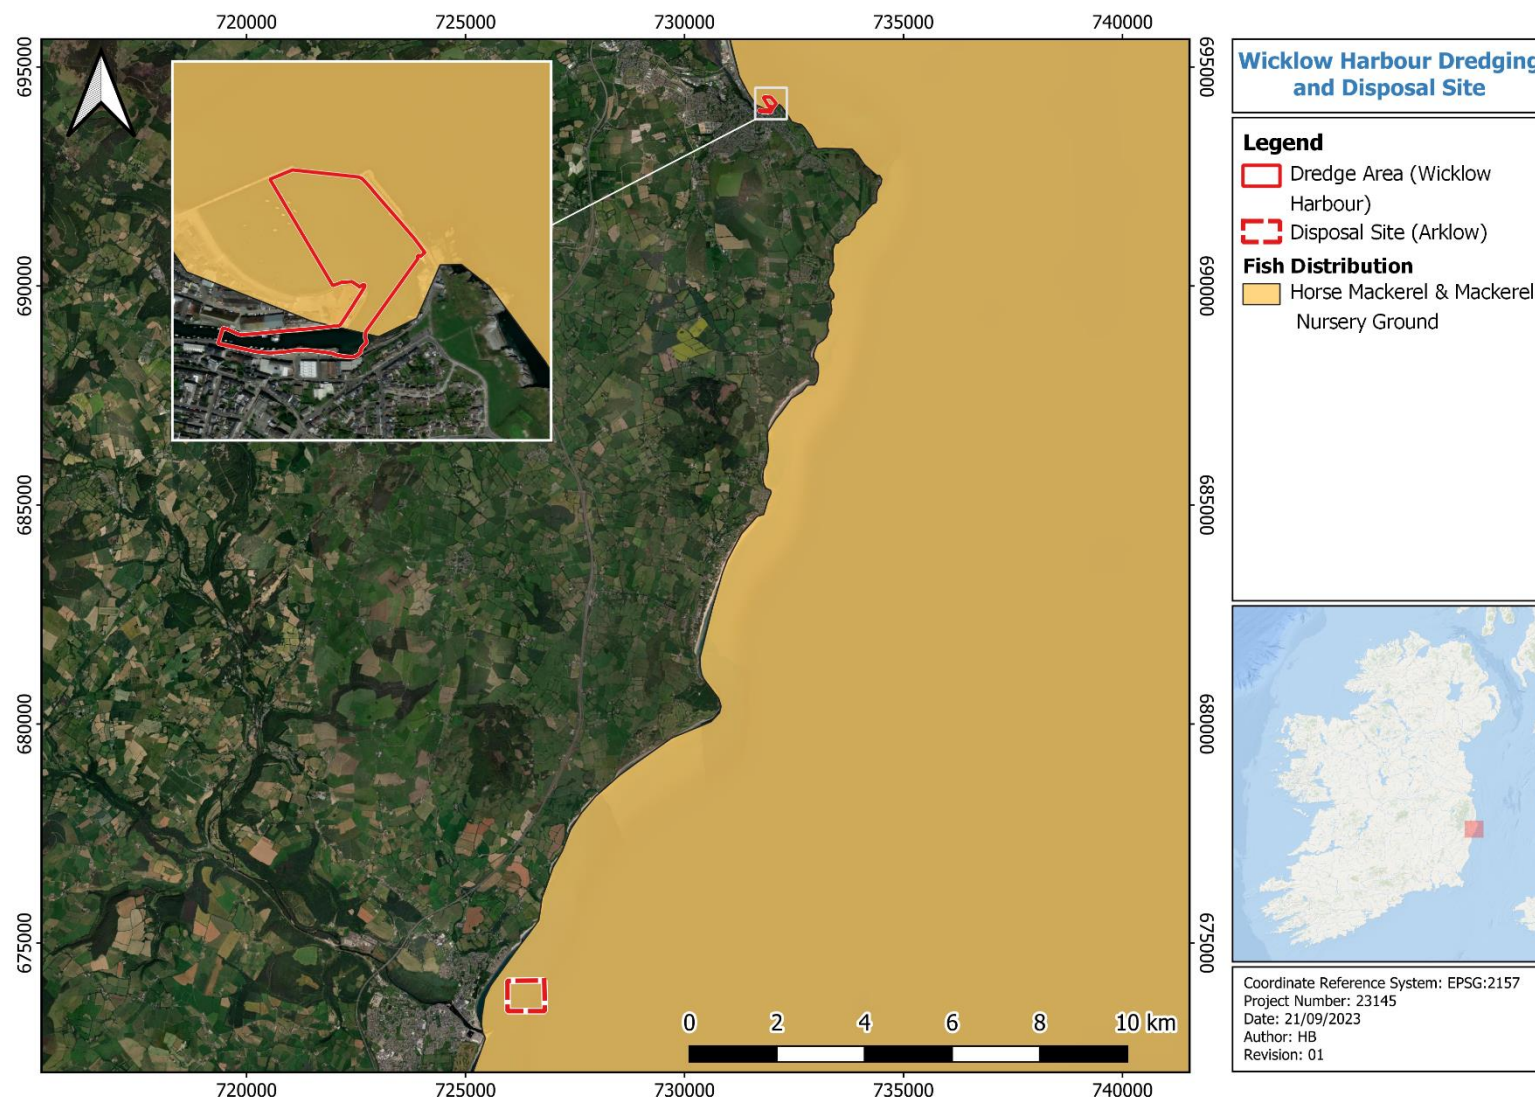 720000
725000
730000
735000
740000
695000
690000
685000
680000
675000
695000
690000
685000
680000
675000
0
2
4
6
8
10 km
720000
725000
730000
735000
740000
Wicklow Harbour Dredging
and Disposal Site
Legend
Dredge Area (Wicklow
Harbour)
Disposal Site (Arklow)
Fish Distribution
Horse Mackerel & Mackerel
Nursery Ground
Coordinate Reference System: EPSG:2157
Project Number: 23145
Date: 21/09/2023
Author: HB
Revision: 01